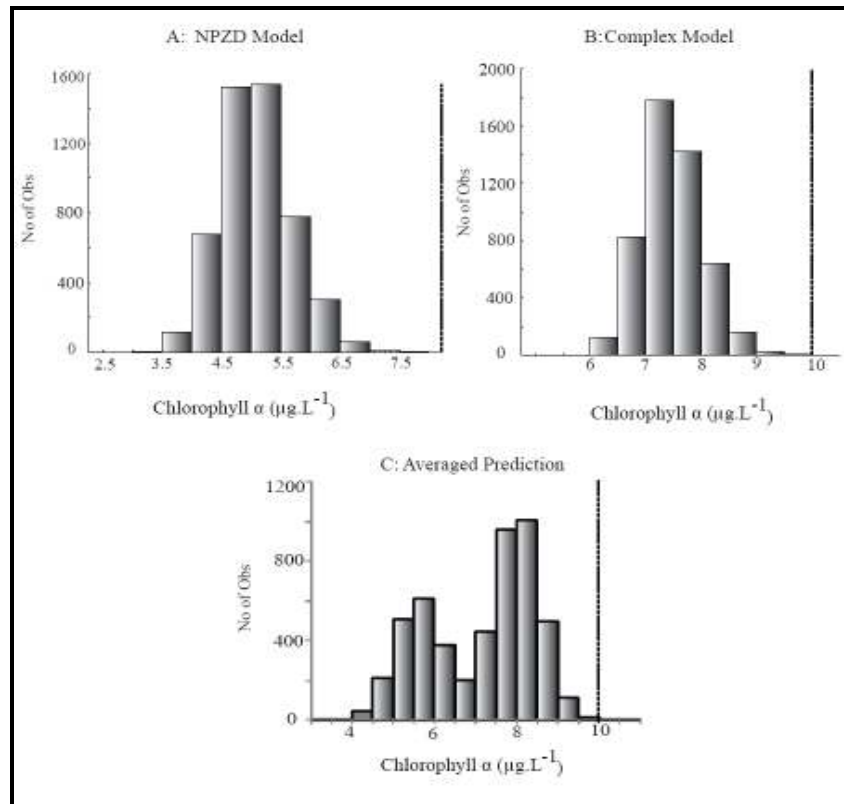 A: NPZD Model
1600
1200
800
400
0
No of Obs
2.5 3.5 4.5 5.5 6.5 7.5
Chlorophyll α (µg.L-1)
B:Complex Model
2000
1600
1200
800
400
0
No of Obs
6 7 8 9 10
Chlorophyll α (µg.L-1)
C: Averaged Prediction
1200
800
400
0
No of Obs
4 6 8 10
Chlorophyll α (µg.L-1)